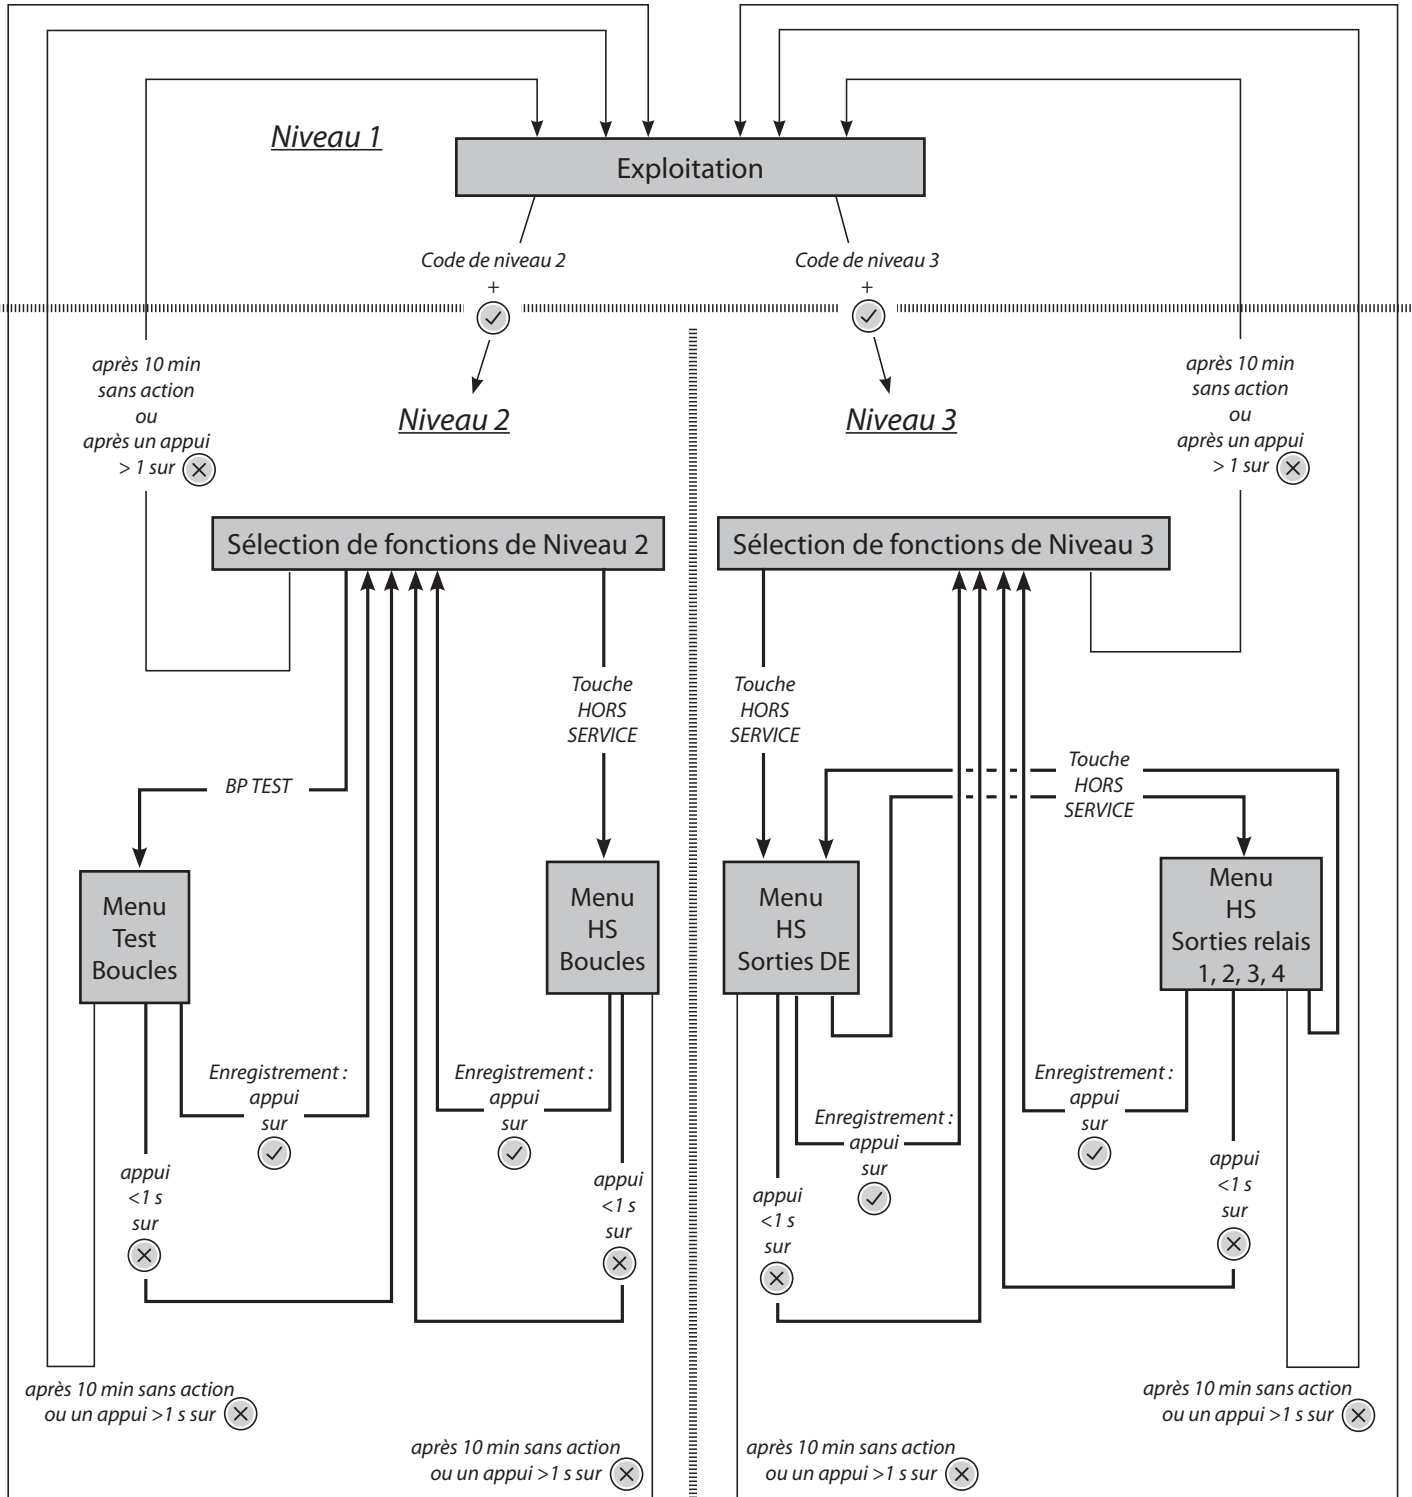 Niveau 1
Exploitation
Code de niveau 2
+
Code de niveau 3
+
après 10 min
sans action
ou
après un appui
> 1 sur
après 10 min
sans action
ou
après un appui
> 1 sur
Niveau 2
Niveau 3
Sélection de fonctions de Niveau 2
Sélection de fonctions de Niveau 3
Touche
HORS
SERVICE
Touche
HORS
SERVICE
BP TEST
Touche
HORS
SERVICE
Menu
Test
Boucles
Menu
HS
Boucles
Menu
HS
Sorties DE
Menu
HS
Sorties relais
1, 2, 3, 4
Enregistrement :
appui
sur
Enregistrement :
appui
sur
Enregistrement :
appui
sur
Enregistrement :
appui
sur
appui
<1 s
sur
appui
<1 s
sur
appui
<1 s
sur
appui
<1 s
sur
après 10 min sans action
ou un appui >1 s sur
après 10 min sans action
ou un appui >1 s sur
après 10 min sans action
ou un appui >1 s sur
après 10 min sans action
ou un appui >1 s sur